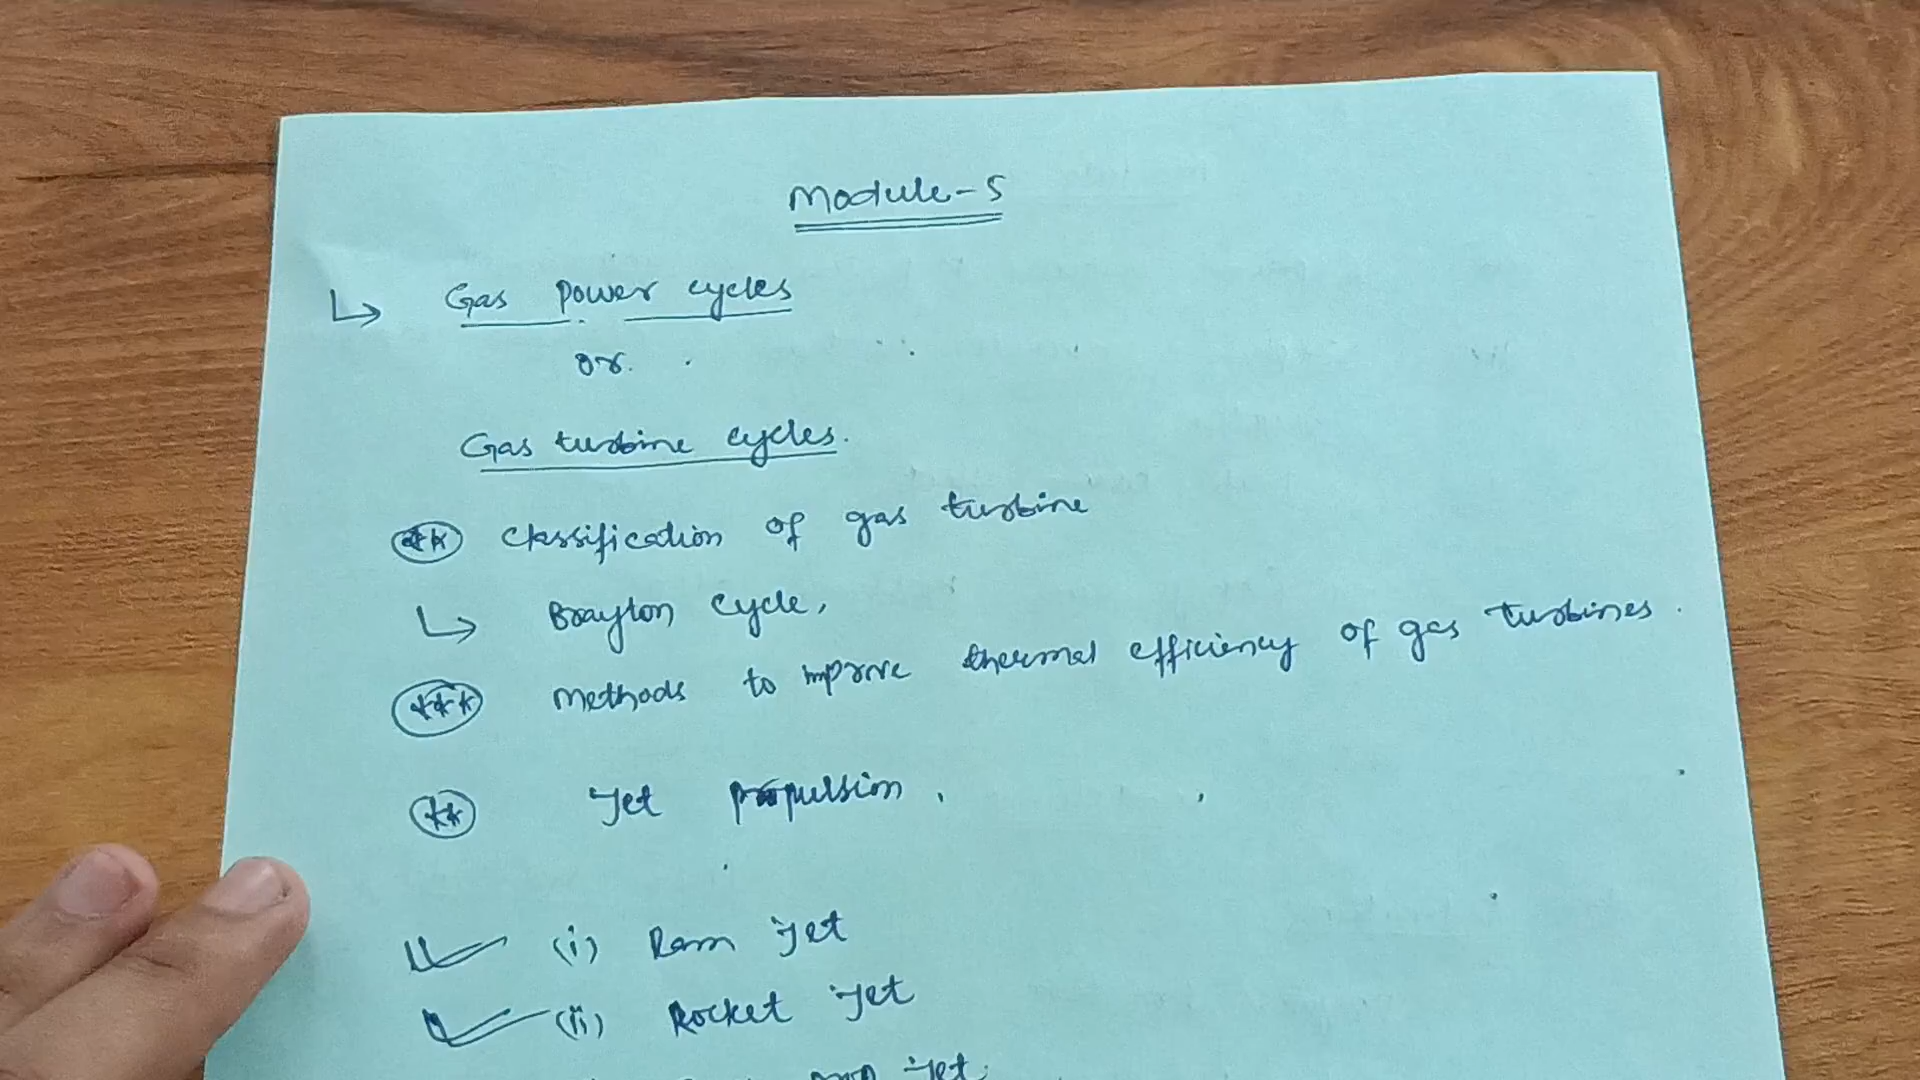 Module-5
↳ Gas power cycles
or.
Gas turbine cycles.
** classification of gas turbine
↳ Brayton cycle,
*** methods to improve thermal efficiency of gas turbines.
** Jet propulsion,
(i) Ram Jet
(ii) Rocket Jet
Jet